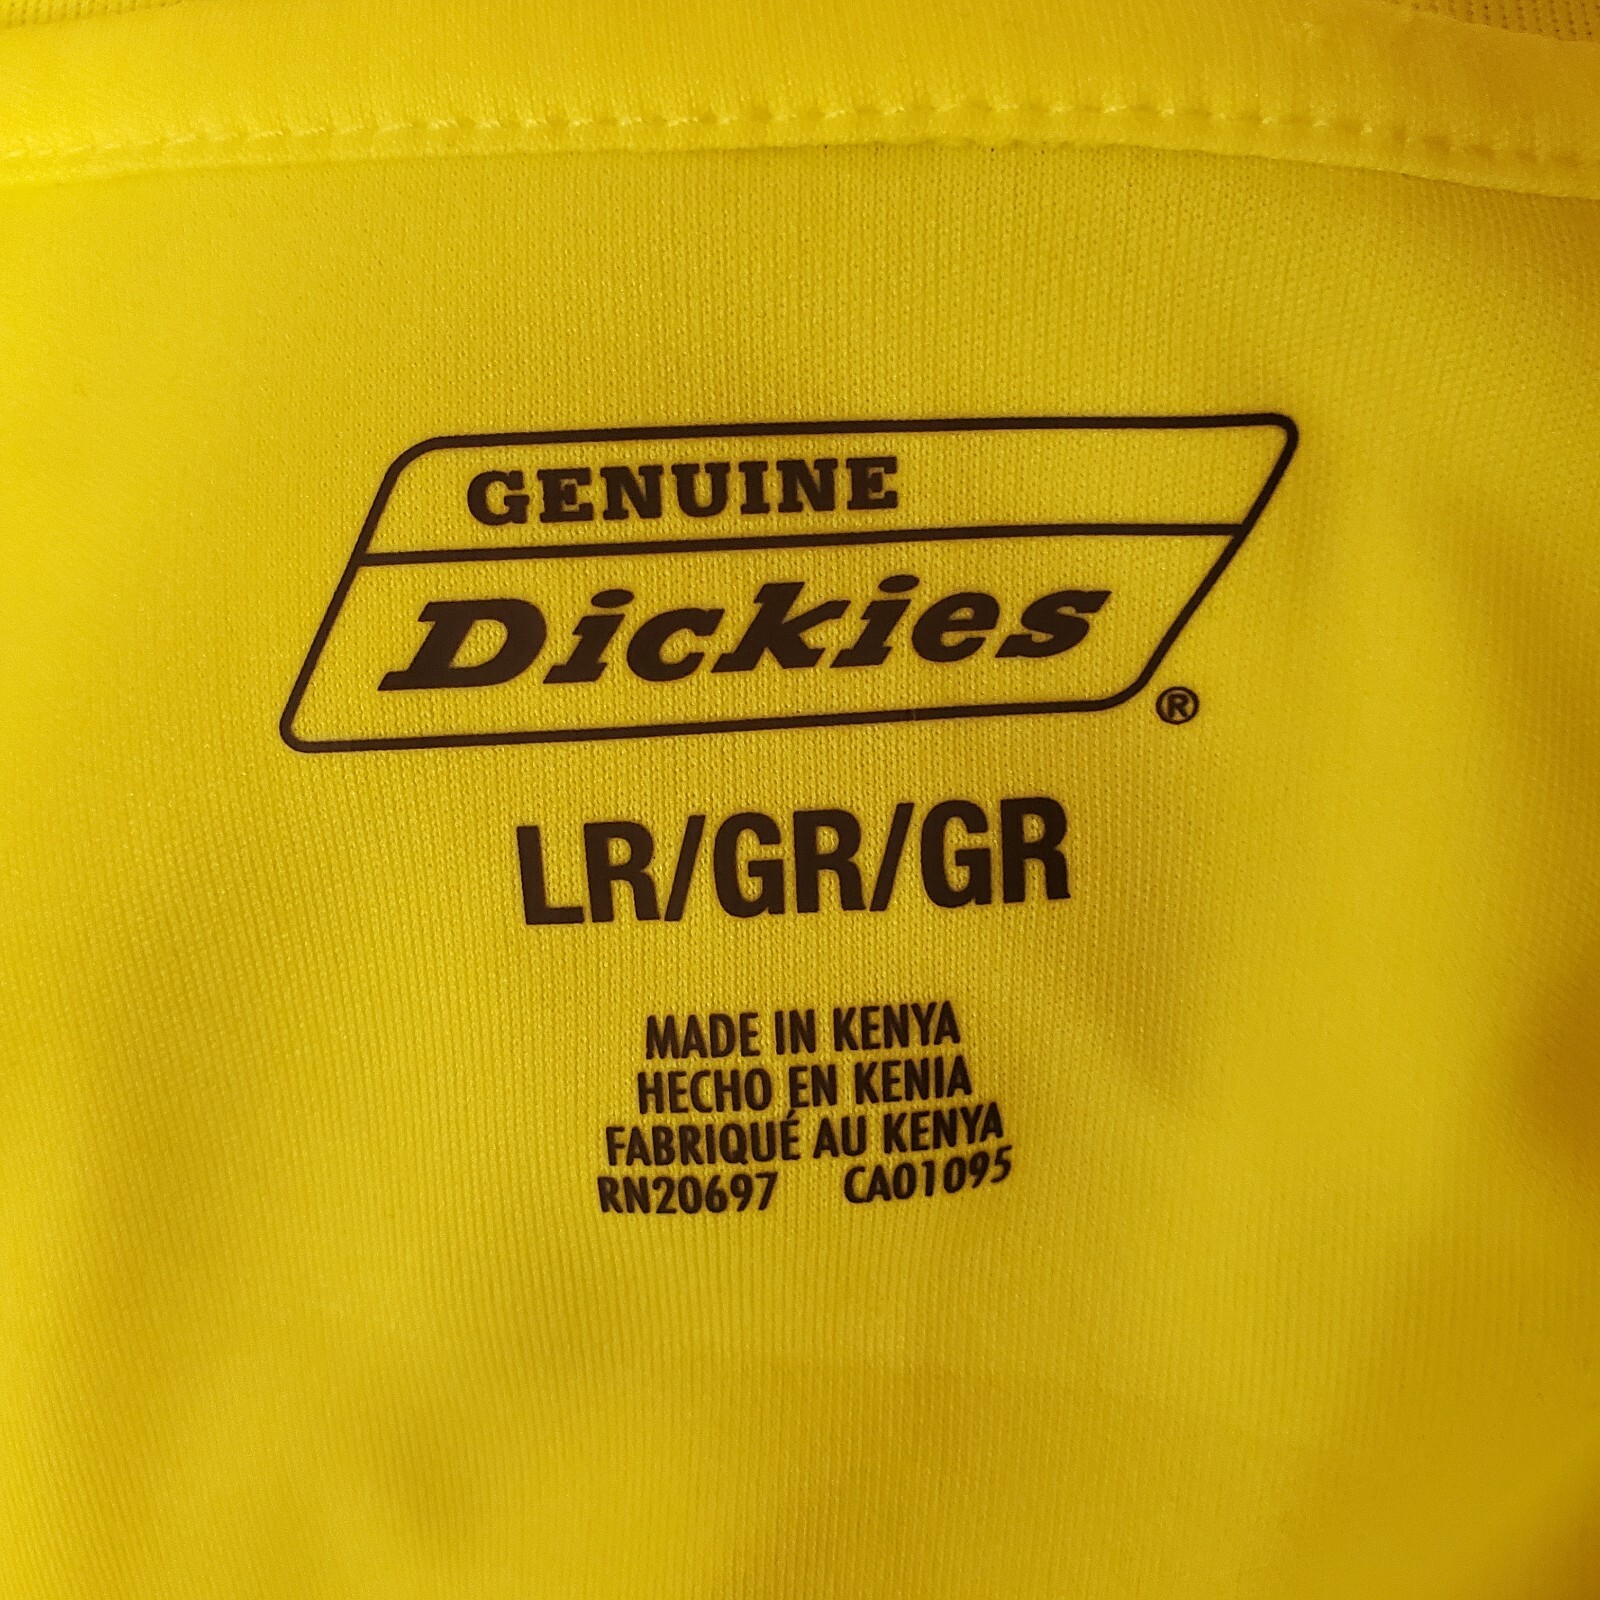 GENUINE
Dickies®
LR/GR/GR
MADE IN KENYA
HECHO EN KENIA
FABRIQUÉ AU KENYA
RN20697 CA01095